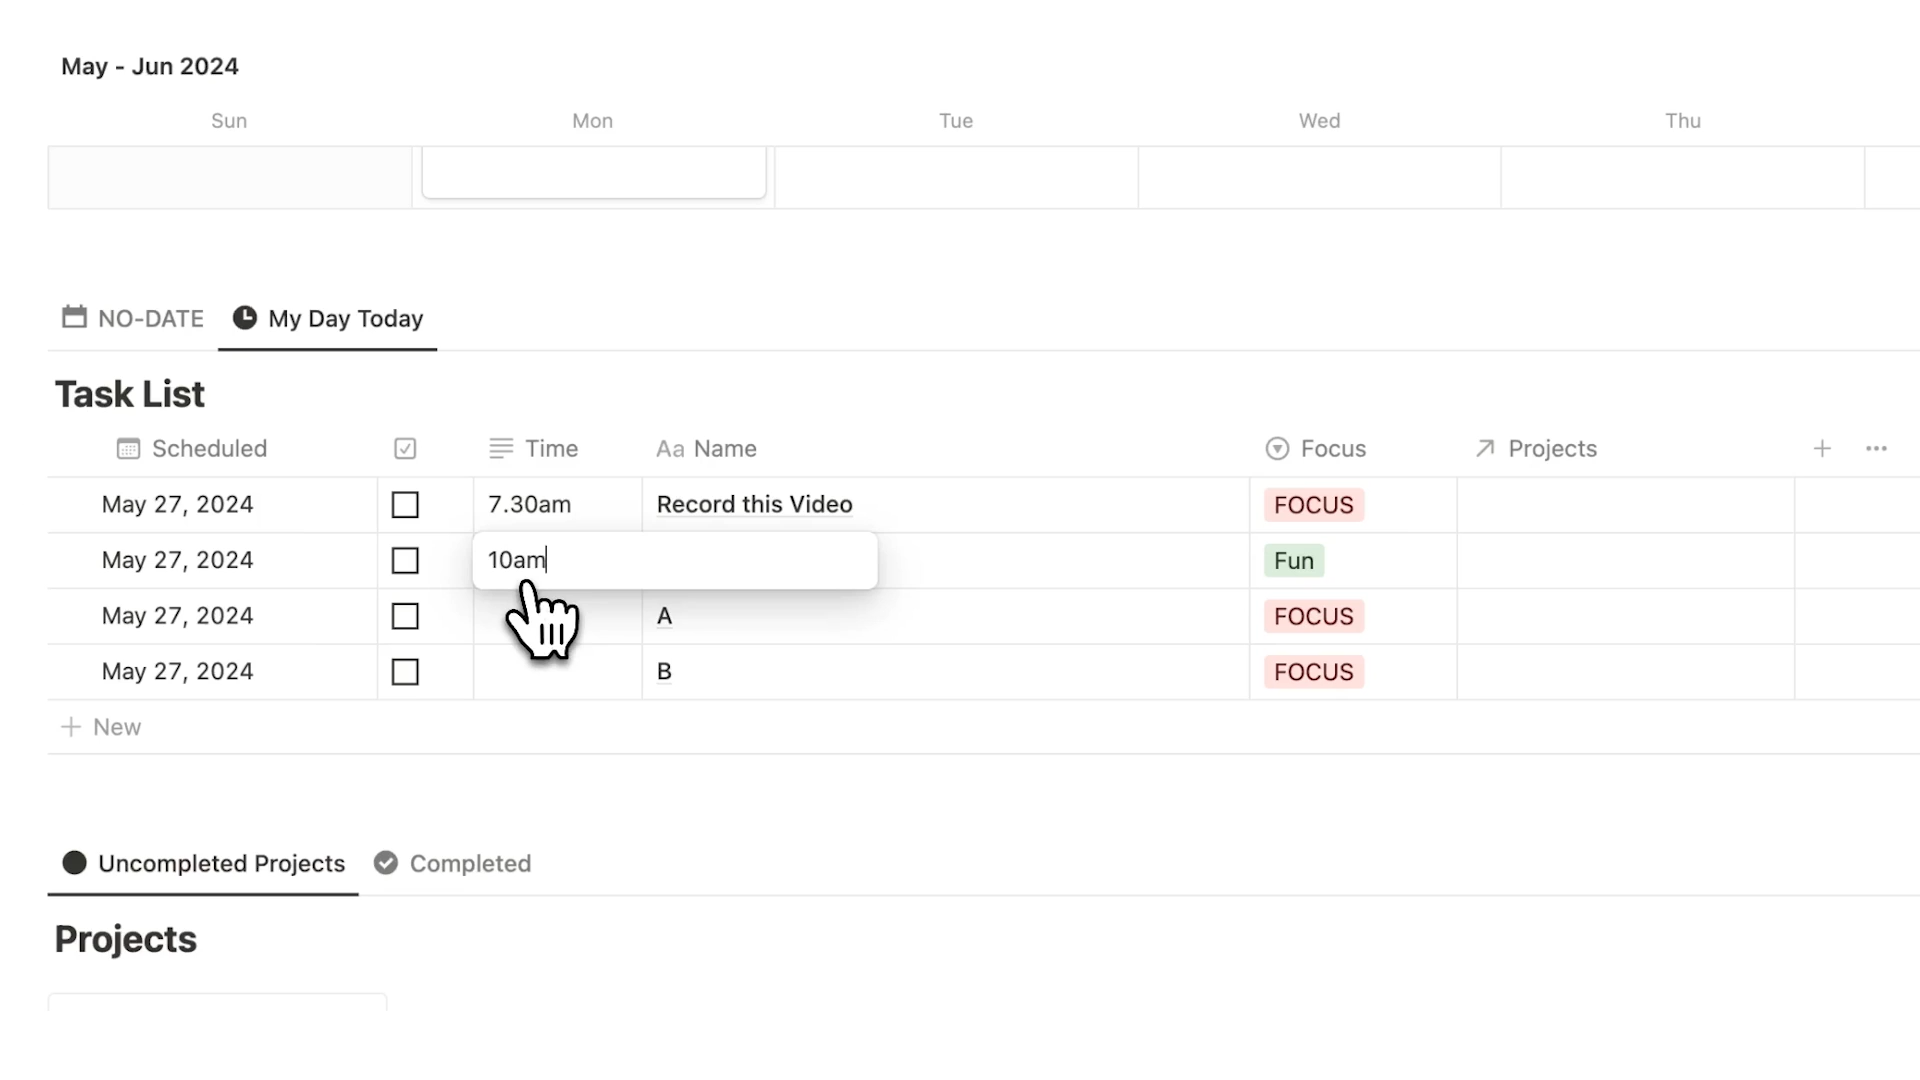 May - Jun 2024
Sun Mon Tue Wed Thu
NO-DATE My Day Today
Task List
Scheduled Time Aa Name Focus Projects
May 27, 2024 7.30am Record this Video FOCUS
May 27, 2024 10am Fun
May 27, 2024 A FOCUS
May 27, 2024 B FOCUS
New
Uncompleted Projects Completed
Projects